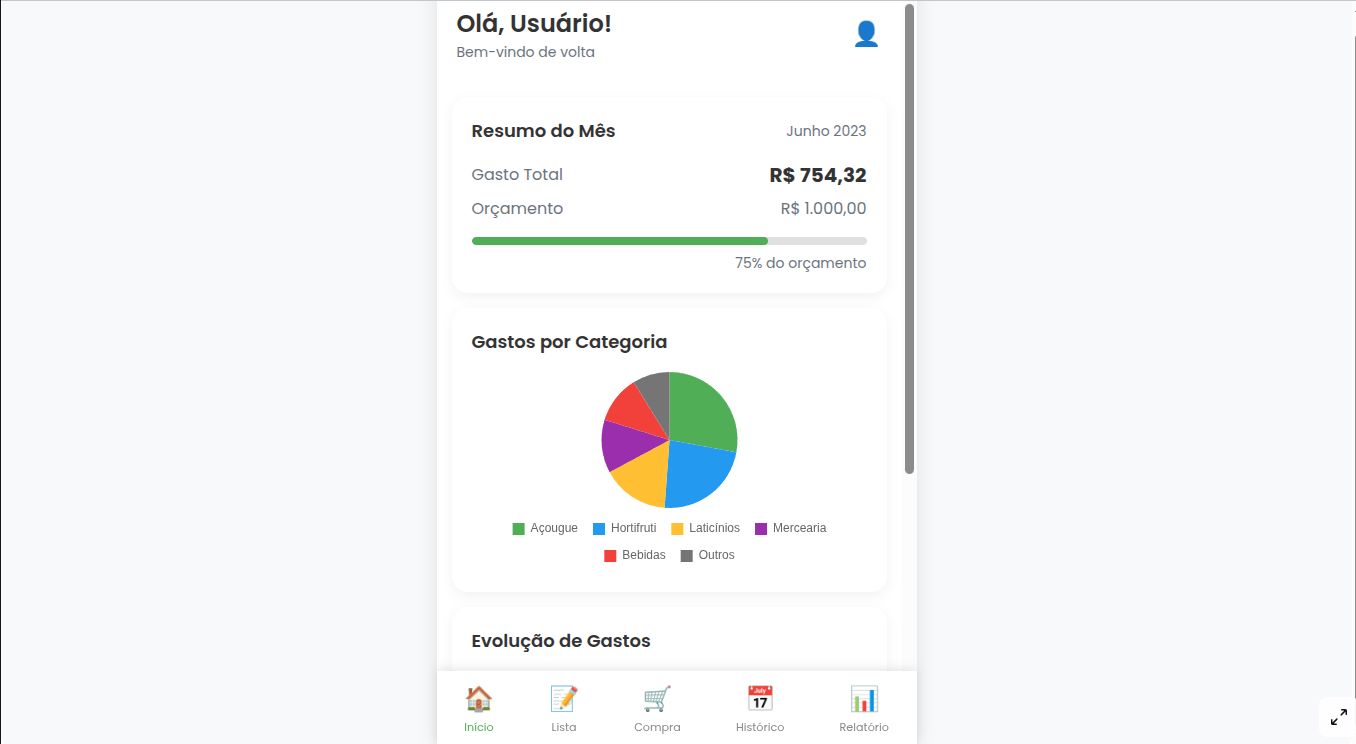 Olá, Usuário!
Bem-vindo de volta
Resumo do Mês Junho 2023
Gasto Total R$ 754,32
Orçamento R$ 1.000,00
75% do orçamento
Gastos por Categoria
Açougue Hortifruti Laticínios Mercearia
Bebidas Outros
Evolução de Gastos
Início Lista Compra Histórico Relatório